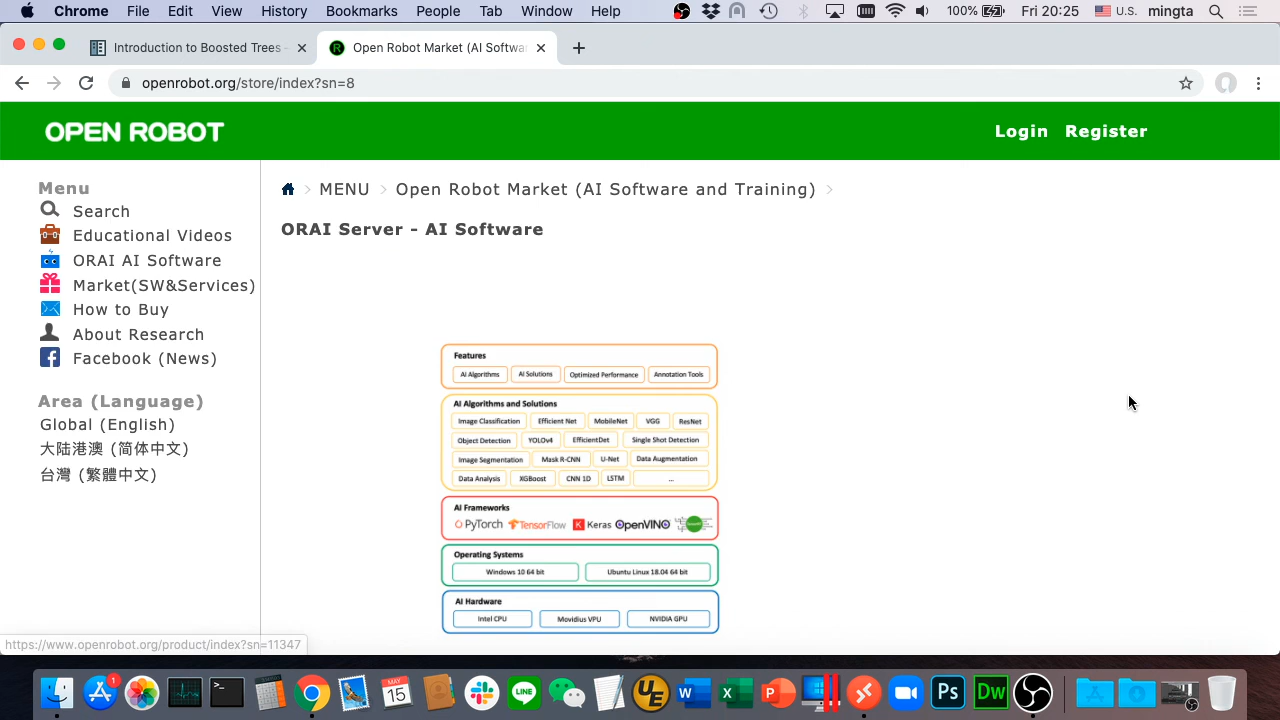 Chrome File Edit View History Bookmarks People Tab Window Help 100% Fri 20:25 U.S. mingta
Introduction to Boosted Trees
Open Robot Market (AI Softwa
openrobot.org/store/index?sn=8
OPEN ROBOT
Login Register
Menu
Search
Educational Videos
ORAI AI Software
Market(SW&Services)
How to Buy
About Research
Facebook (News)
Area (Language)
Global (English)
大陆港澳 (简体中文)
台灣 (繁體中文)
MENU Open Robot Market (AI Software and Training)
ORAI Server - AI Software
Features
AI Algorithms AI Solutions Optimized Performance Annotation Tools
AI Algorithms and Solutions
Image Classification Efficient Net MobileNet VGG ResNet
Object Detection YOLOv4 EfficientDet Single Shot Detection
Image Segmentation Mask R-CNN U-Net Data Augmentation
Data Analysis XGBoost CNN 1D LSTM ...
AI Frameworks
PyTorch TensorFlow Keras OpenVINO
Operating Systems
Windows 10 64 bit Ubuntu Linux 18.04 64 bit
AI Hardware
Intel CPU Movidius VPU NVIDIA GPU
https://www.openrobot.org/product/index?sn=11347
1 MAY 15 LINE UE W X P Ps Dw